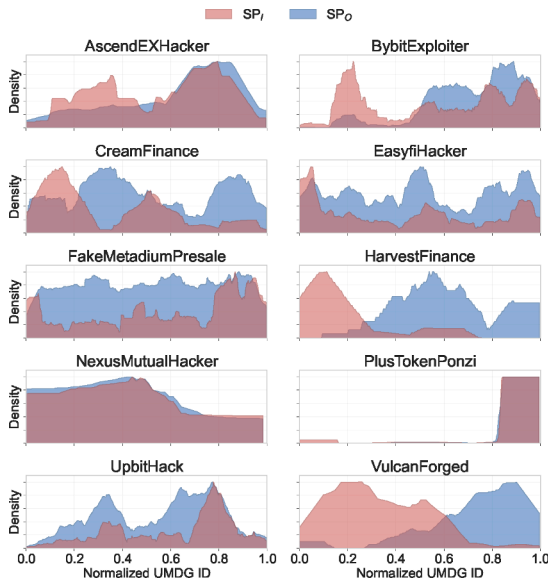 SP_I SP_O
AscendEXHacker BybitExploiter
Density
CreamFinance EasyfiHacker
Density
FakeMetadiumPresale HarvestFinance
Density
NexusMutualHacker PlusTokenPonzi
Density
UpbitHack VulcanForged
Density
0.0 0.2 0.4 0.6 0.8 1.0 0.0 0.2 0.4 0.6 0.8 1.0
Normalized UMDG ID Normalized UMDG ID